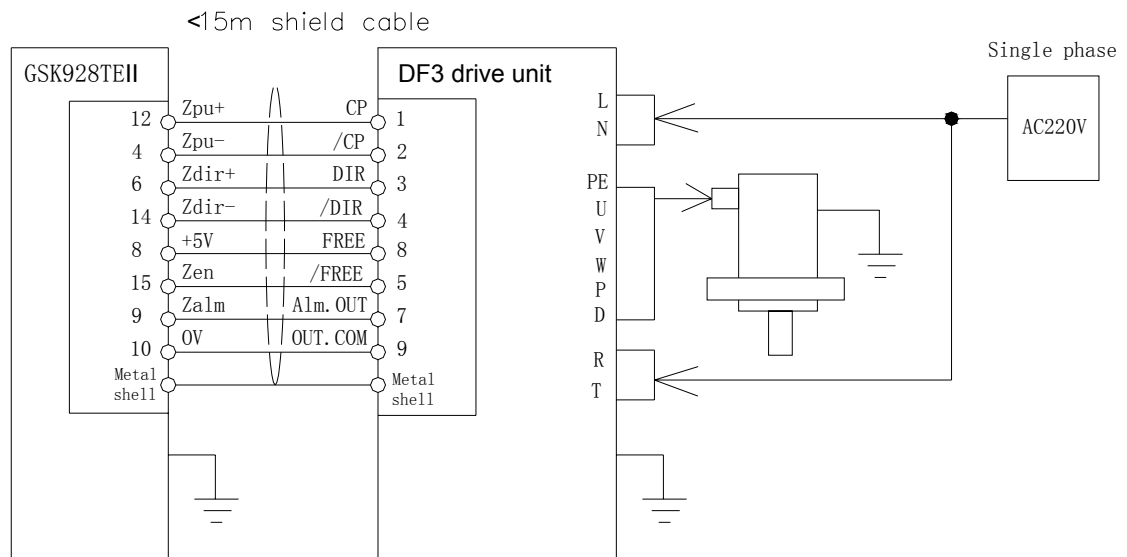 <15m shield cable
Single phase
GSK928TEII
DF3 drive unit
AC220V
12 Zpu+ CP 1
4 Zpu- /CP 2
6 Zdir+ DIR 3
14 Zdir- /DIR 4
8 +5V FREE 8
15 Zen /FREE 5
9 Zalm Alm.OUT 7
10 0V OUT.COM 9
Metal
shell
Metal
shell
L
N
PE
U
V
W
P
D
R
T